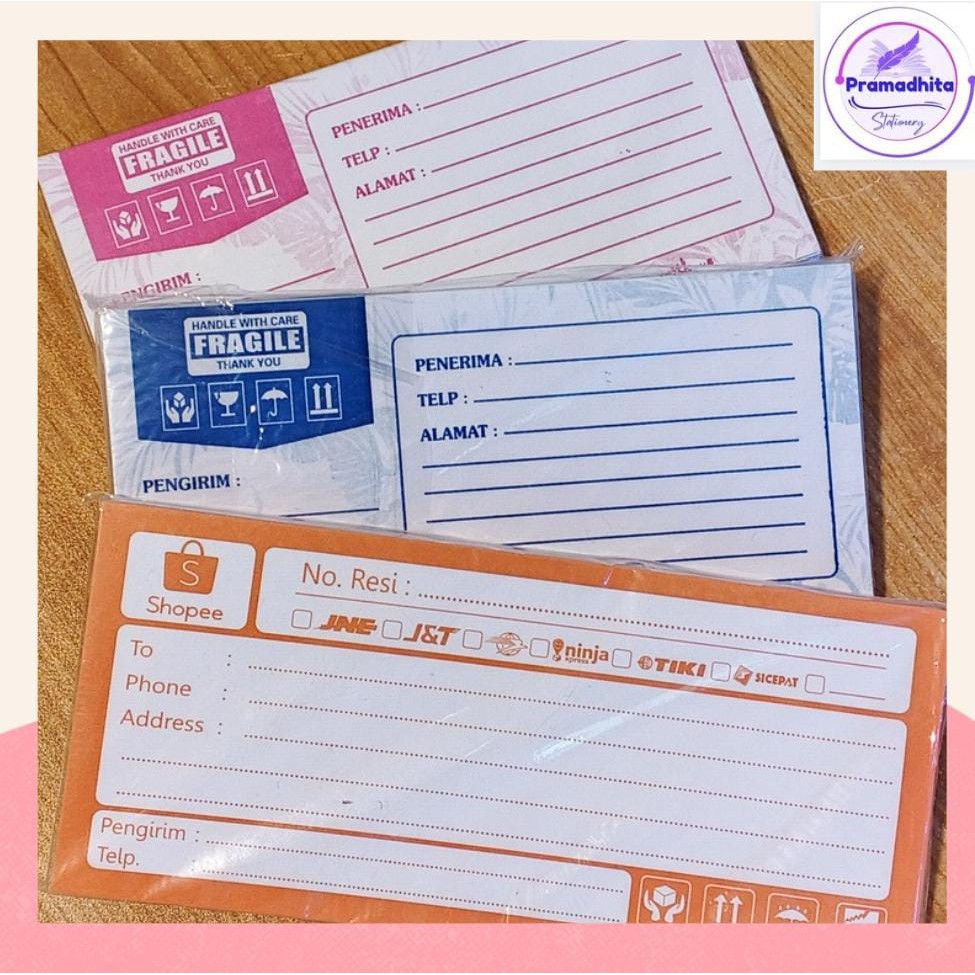 Pramadhita
Stationery
HANDLE WITH CARE
FRAGILE
THANK YOU
PENERIMA :
TELP :
ALAMAT :
PENGIRIM :
HANDLE WITH CARE
FRAGILE
THANK YOU
PENERIMA :
TELP :
ALAMAT :
PENGIRIM :
S
Shopee
No. Resi :
JNE J&T ninja xpress TIKI SICEPAT
To :
Phone :
Address :
Pengirim :
Telp.